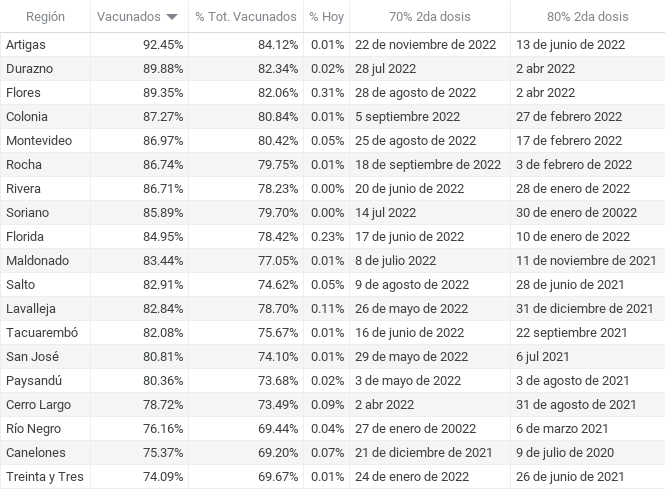 Región Vacunados % Tot. Vacunados % Hoy 70% 2da dosis 80% 2da dosis
Artigas 92.45% 84.12% 0.01% 22 de noviembre de 2022 13 de junio de 2022
Durazno 89.88% 82.34% 0.02% 28 jul 2022 2 abr 2022
Flores 89.35% 82.06% 0.31% 28 de agosto de 2022 2 abr 2022
Colonia 87.27% 80.84% 0.01% 5 septiembre 2022 27 de febrero 2022
Montevideo 86.97% 80.42% 0.05% 25 de agosto de 2022 17 de febrero 2022
Rocha 86.74% 79.75% 0.01% 18 de septiembre de 2022 3 de febrero de 2022
Rivera 86.71% 78.23% 0.00% 20 de junio de 2022 28 de enero de 2022
Soriano 85.89% 79.70% 0.00% 14 jul 2022 30 de enero de 20022
Florida 84.95% 78.42% 0.23% 17 de junio de 2022 10 de enero de 2022
Maldonado 83.44% 77.05% 0.01% 8 de julio 2022 11 de noviembre de 2021
Salto 82.91% 74.62% 0.05% 9 de agosto de 2022 28 de junio de 2021
Lavalleja 82.84% 78.70% 0.11% 26 de mayo de 2022 31 de diciembre de 2021
Tacuarembó 82.08% 75.67% 0.01% 16 de junio de 2022 22 septiembre 2021
San José 80.81% 74.10% 0.01% 29 de mayo de 2022 6 jul 2021
Paysandú 80.36% 73.68% 0.02% 3 de mayo de 2022 3 de agosto de 2021
Cerro Largo 78.72% 73.49% 0.09% 2 abr 2022 31 de agosto de 2021
Río Negro 76.16% 69.44% 0.04% 27 de enero de 20022 6 de marzo 2021
Canelones 75.37% 69.20% 0.07% 21 de diciembre de 2021 9 de julio de 2020
Treinta y Tres 74.09% 69.67% 0.01% 24 de enero de 2022 26 de junio de 2021